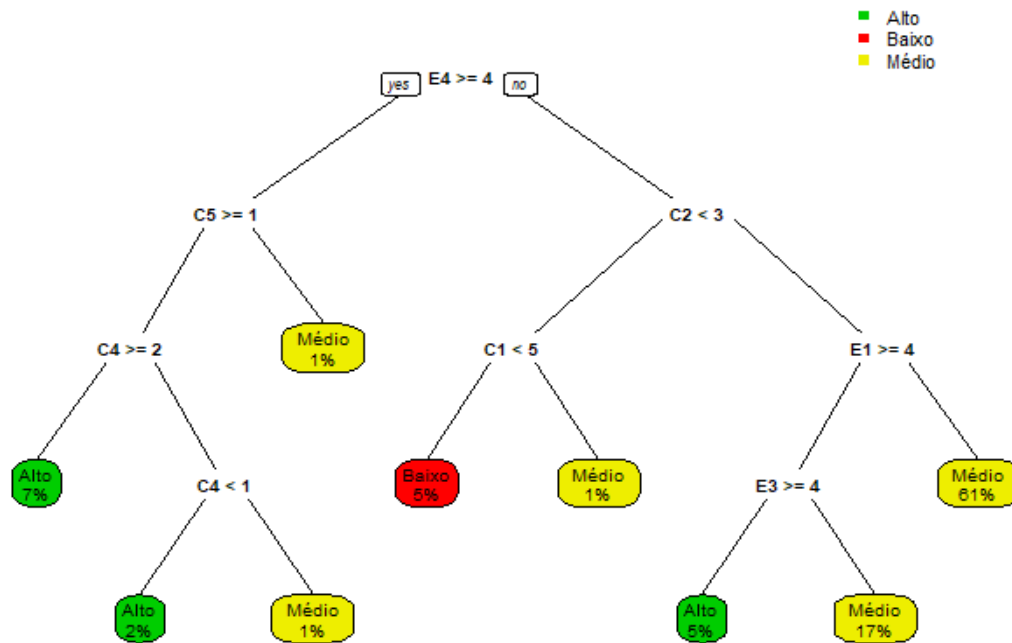 Alto
Baixo
Médio
yes E4 >= 4 no
C5 >= 1
C2 < 3
C4 >= 2
Médio
1%
C1 < 5
E1 >= 4
Alto
7%
C4 < 1
Baixo
5%
Médio
1%
E3 >= 4
Médio
61%
Alto
2%
Médio
1%
Alto
5%
Médio
17%